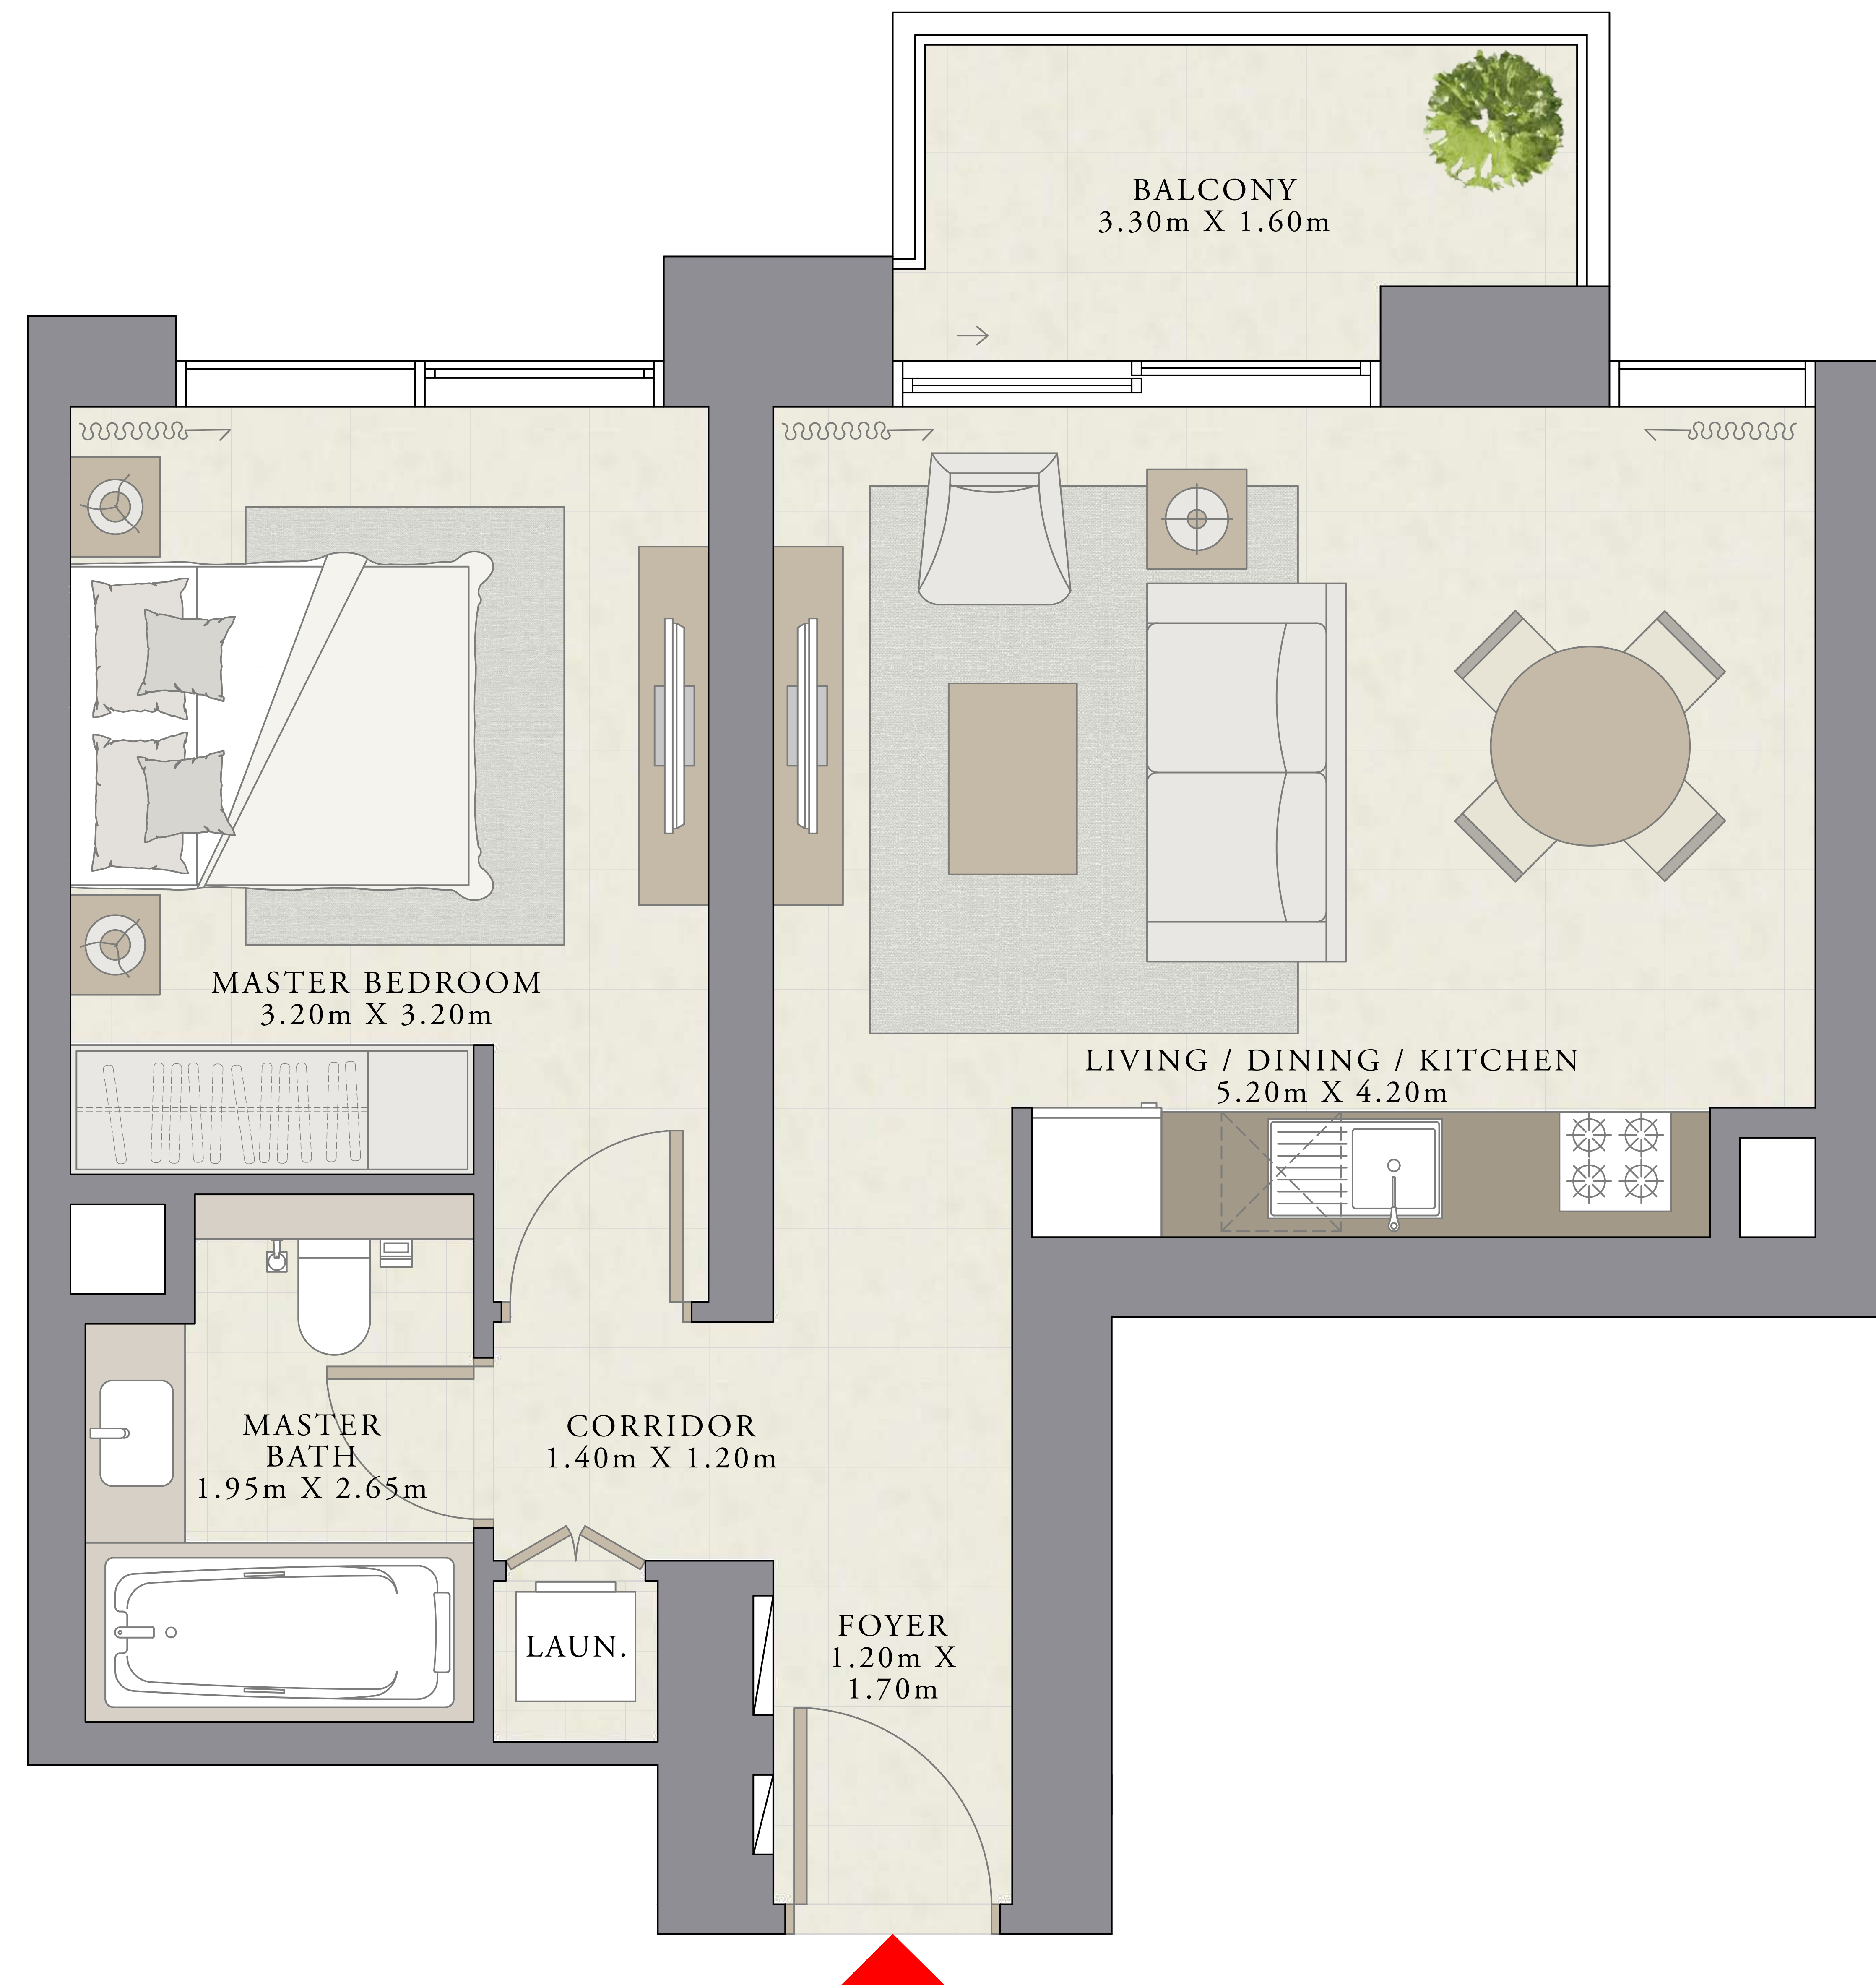 BALCONY
3.30m X 1.60m
MASTER BEDROOM
3.20m X 3.20m
LIVING / DINING / KITCHEN
5.20m X 4.20m
MASTER
BATH
1.95m X 2.65m
CORRIDOR
1.40m X 1.20m
LAUN.
FOYER
1.20m X
1.70m